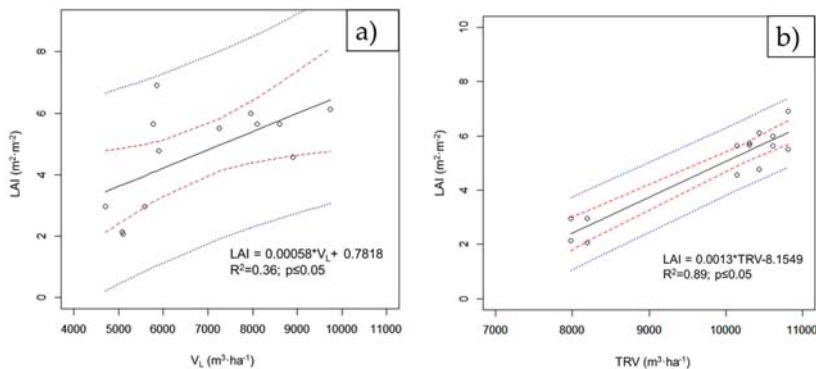 a)
8
6
4
2
0
LAI (m²·m⁻²)
LAI = 0.00058*V_L+ 0.7818
R²=0.36; p≤0.05
4000 5000 6000 7000 8000 9000 10000 11000
V_L (m³·ha⁻¹)
b)
10
8
6
4
2
0
LAI (m²·m⁻²)
LAI = 0.0013*TRV-8.1549
R²=0.89; p≤0.05
7000 8000 9000 10000 11000
TRV (m³·ha⁻¹)